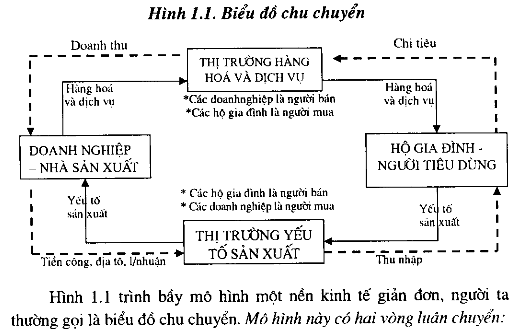 Hình 1.1. Biểu đồ chu chuyển
Doanh thu
THỊ TRƯỜNG HÀNG
HOÁ VÀ DỊCH VỤ
Chi tiêu
Hàng hoá
và dịch vụ
*Các doanhnghiệp là người bán
*Các hộ gia đình là người mua
Hàng hoá
và dịch vụ
DOANH NGHIỆP
– NHÀ SẢN XUẤT
HỘ GIA ĐÌNH -
NGƯỜI TIÊU DÙNG
Yếu tố
sản xuất
* Các hộ gia đình là người bán
* Các doanh nghiệp là người mua
Yếu tố
sản xuất
THỊ TRƯỜNG YẾU
TỐ SẢN XUẤT
Tiền công, địa tô, l/nhuận
Thu nhập
Hình 1.1 trình bầy mô hình một nền kinh tế giản đơn, người ta
thường gọi là biểu đồ chu chuyển. Mô hình này có hai vòng luân chuyển: